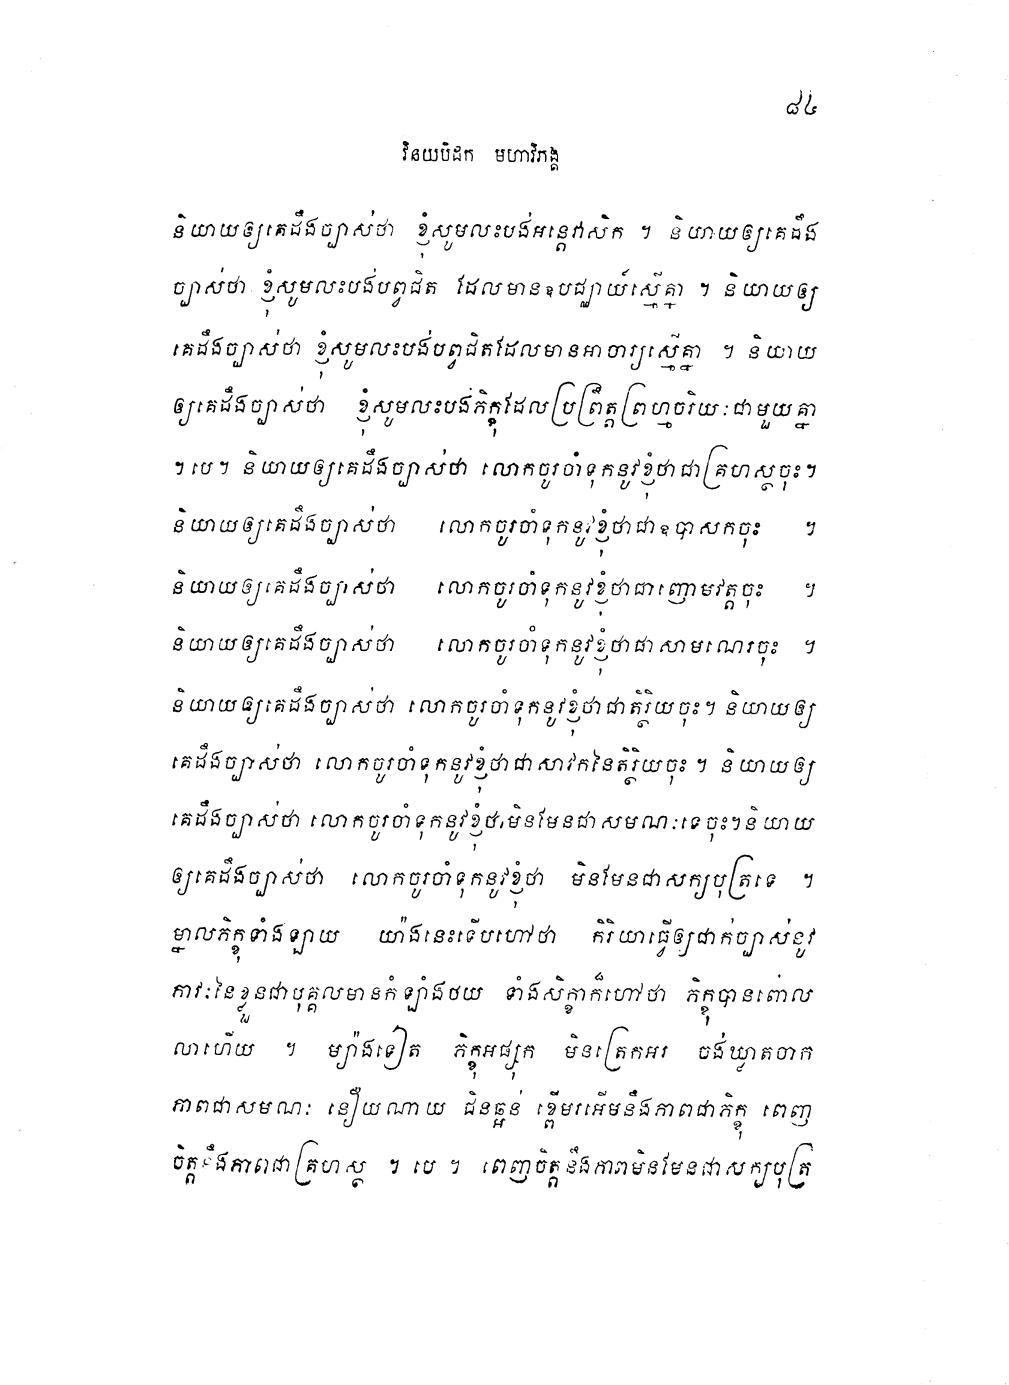 ៨៤
វិនយបិដក មហាវិភង្គ
និយាយឲ្យគេដឹងច្បាស់ថា ខ្ញុំសូមលះបង់អន្តេវាសិក ។ និយាយឲ្យគេដឹង
ច្បាស់ថា ខ្ញុំសូមលះបង់បព្វជិត ដែលមានឧបជ្ឈាយ៍ស្មើគ្នា ។ និយាយឲ្យ
គេដឹងច្បាស់ថា ខ្ញុំសូមលះបង់បព្វជិតដែលមានអាចារ្យស្មើគ្នា ។ និយាយ
ឲ្យគេដឹងច្បាស់ថា ខ្ញុំសូមលះបង់ភិក្ខុដែលប្រព្រឹត្តព្រហ្មចរិយៈជាមួយគ្នា
។ បេ។ និយាយឲ្យគេដឹងច្បាស់ថា លោកចូរចាំទុកនូវខ្ញុំថាជាគ្រហស្ថចុះ។
និយាយឲ្យគេដឹងច្បាស់ថា លោកចូរចាំទុកនូវខ្ញុំថាជាឧបាសកចុះ ។
និយាយឲ្យគេដឹងច្បាស់ថា លោកចូរចាំទុកនូវខ្ញុំថាជាញោមវត្តចុះ ។
និយាយឲ្យគេដឹងច្បាស់ថា លោកចូរចាំទុកនូវខ្ញុំថាជាសាមណេរចុះ ។
និយាយឲ្យគេដឹងច្បាស់ថា លោកចូរចាំទុកនូវខ្ញុំថាជាតិរ្ថិយចុះ។ និយាយឲ្យ
គេដឹងច្បាស់ថា លោកចូរចាំទុកនូវខ្ញុំថាជាសាវកនៃតិរ្ថិយចុះ ។ និយាយឲ្យ
គេដឹងច្បាស់ថា លោកចូរចាំទុកនូវខ្ញុំថាមិនមែនជាសមណៈទេចុះ។និយាយ
ឲ្យគេដឹងច្បាស់ថា លោកចូរចាំទុកនូវខ្ញុំថា មិនមែនជាសក្យបុត្រទេ ។
ម្នាលភិក្ខុទាំងឡាយ យ៉ាងនេះទើបហៅថា កិរិយាធ្វើឲ្យជាក់ច្បាស់នូវ
ភាវៈនៃខ្លួនជាបុគ្គលមានកំឡាំងថយ ទាំងសិក្ខាក៏ហៅថា ភិក្ខុបានពោល
លាហើយ ។ ម្យ៉ាងទៀត ភិក្ខុអផ្សុក មិនត្រេកអរ ចង់ឃ្លាតចាក
ភាពជាសមណៈ នឿយណាយ ជិនឆ្អន់ ខ្ពើមរអើមនឹងភាពជាភិក្ខុ ពេញ
ចិត្តនឹងភាពជាគ្រហស្ថ ។ បេ ។ ពេញចិត្តនឹងភាពមិនមែនជាសក្យបុត្រ